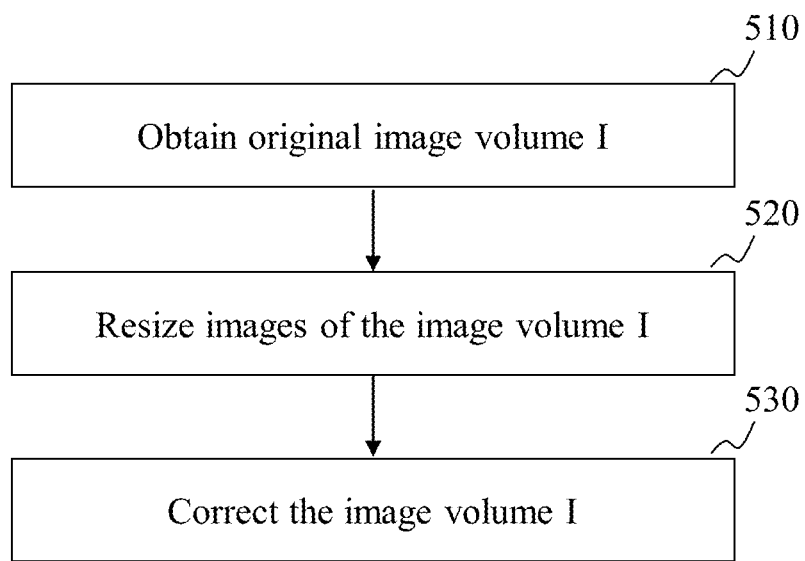 510
Obtain original image volume I
520
Resize images of the image volume I
530
Correct the image volume I